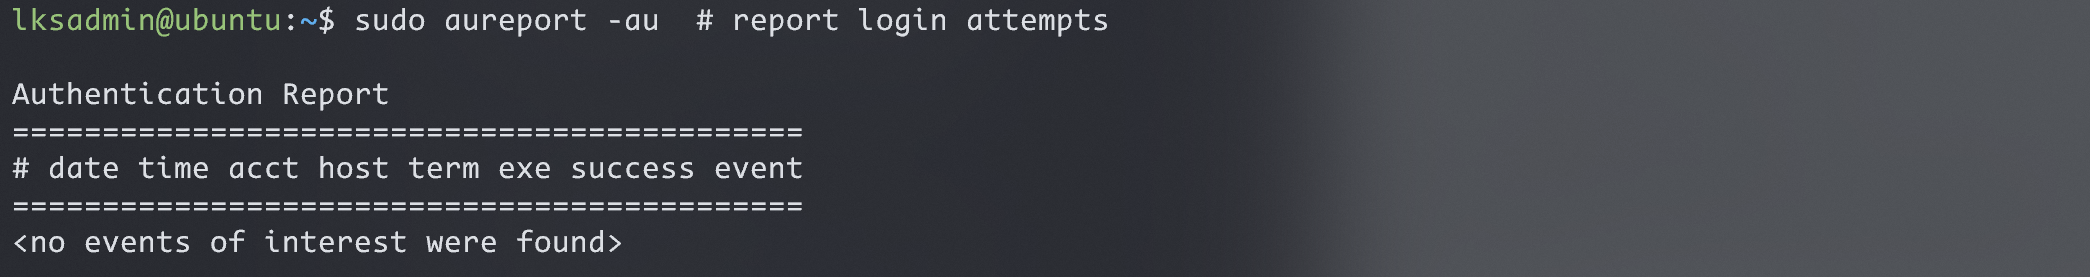 lksadmin@ubuntu:~$ sudo aureport -au  # report login attempts
Authentication Report
============================================
# date time acct host term exe success event
============================================
<no events of interest were found>